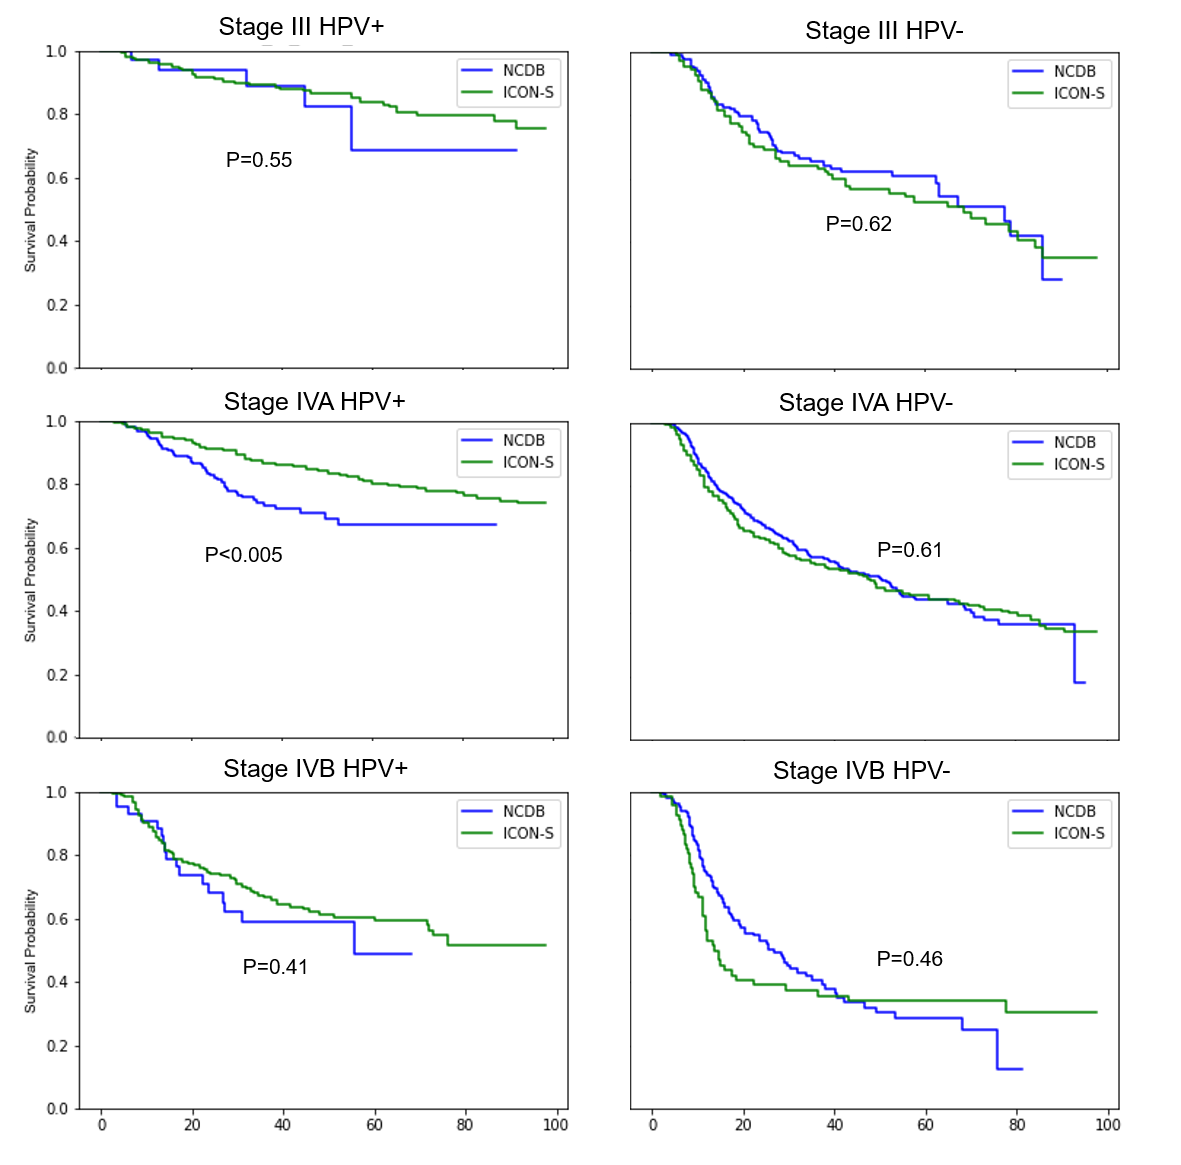 Stage III HPV+
1.0
0.8
0.6
0.4
0.2
0.0
Survival Probability
NCDB
ICON-S
P=0.55
Stage III HPV-
NCDB
ICON-S
P=0.62
Stage IVA HPV+
1.0
0.8
0.6
0.4
0.2
0.0
Survival Probability
NCDB
ICON-S
P<0.005
Stage IVA HPV-
NCDB
ICON-S
P=0.61
Stage IVB HPV+
1.0
0.8
0.6
0.4
0.2
0.0
Survival Probability
NCDB
ICON-S
P=0.41
0 20 40 60 80 100
Stage IVB HPV-
NCDB
ICON-S
P=0.46
0 20 40 60 80 100